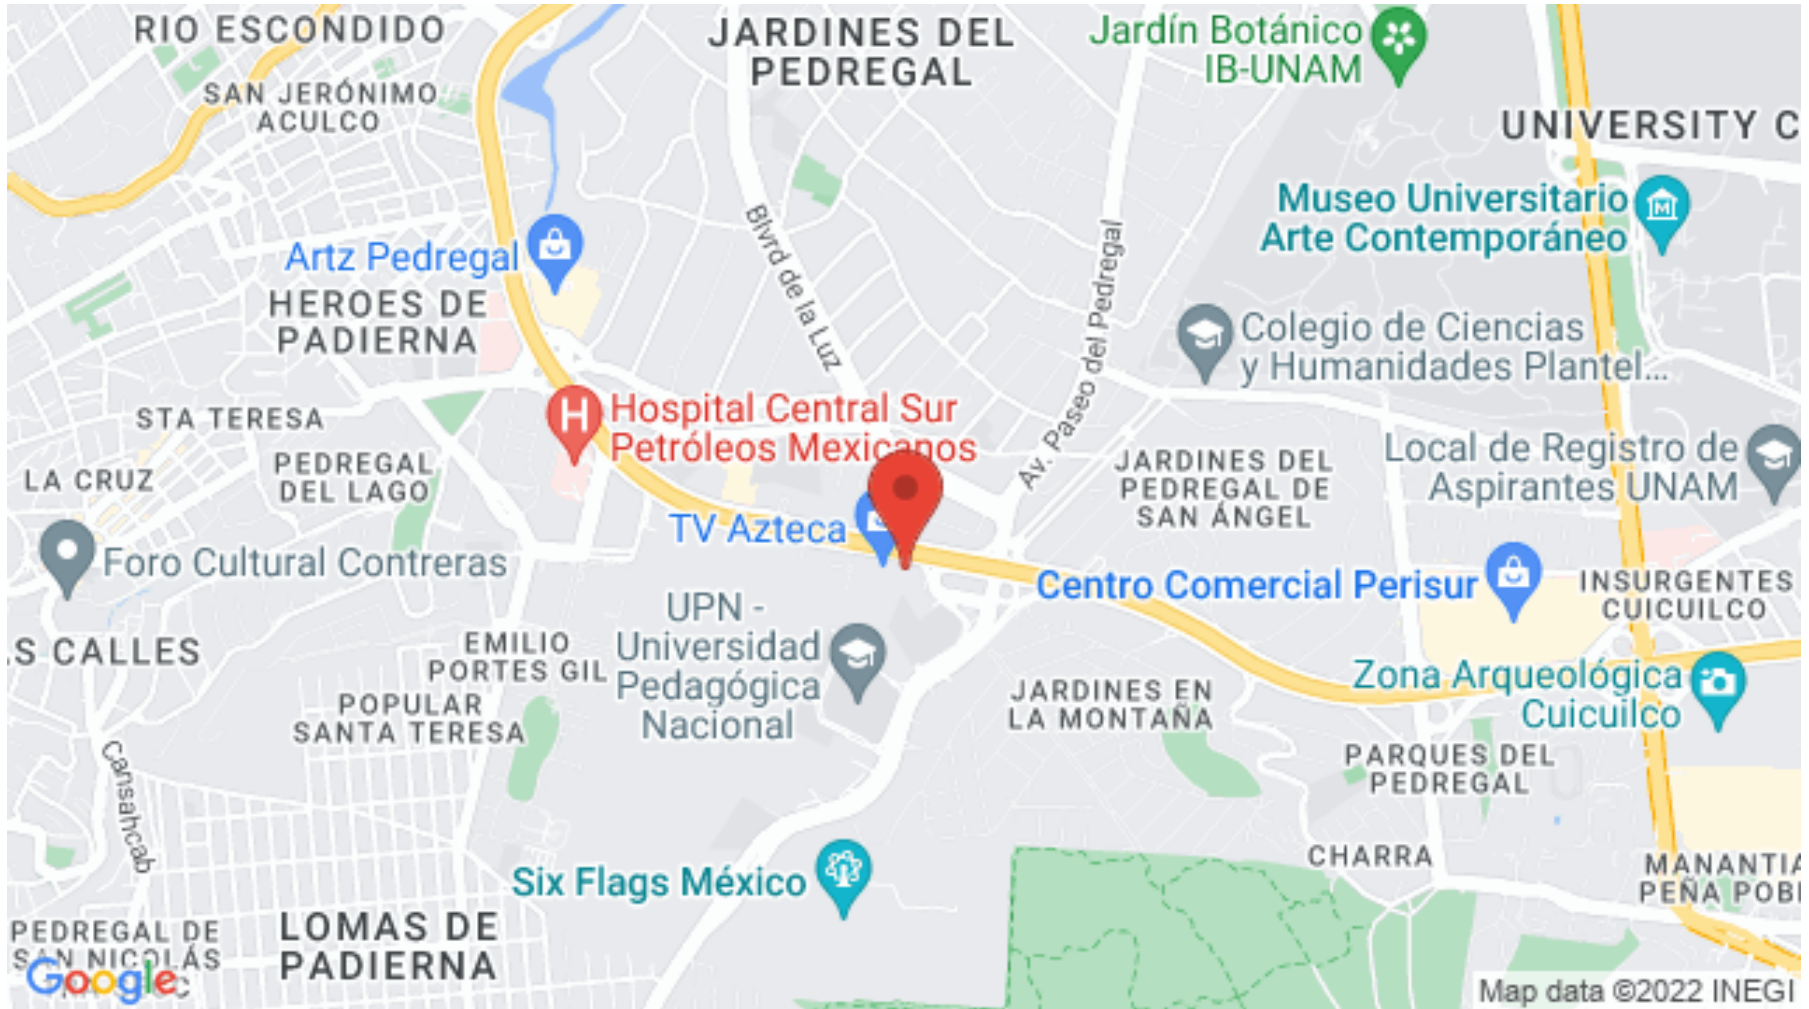 RIO ESCONDIDO
JARDINES DEL
PEDREGAL
Jardín Botánico
IB-UNAM
SAN JERÓNIMO
ACULCO
UNIVERSITY C
Museo Universitario
Arte Contemporáneo
Blvrd de la Luz
Av. Paseo del Pedregal
Artz Pedregal
HEROES DE
PADIERNA
Colegio de Ciencias
y Humanidades Plantel...
STA TERESA
Hospital Central Sur
Petróleos Mexicanos
LA CRUZ
PEDREGAL
DEL LAGO
JARDINES DEL
PEDREGAL DE
SAN ÁNGEL
Local de Registro de
Aspirantes UNAM
TV Azteca
Foro Cultural Contreras
Centro Comercial Perisur
INSURGENTES
CUICUILCO
UPN -
Universidad
Pedagógica
Nacional
S CALLES
EMILIO
PORTES GIL
POPULAR
SANTA TERESA
JARDINES EN
LA MONTAÑA
Zona Arqueológica
Cuicuilco
PARQUES DEL
PEDREGAL
Cansahcab
Six Flags México
CHARRA
MANANTIA
PEÑA POB
PEDREGAL DE
SAN NICOLÁS
LOMAS DE
PADIERNA
Google
Map data ©2022 INEGI